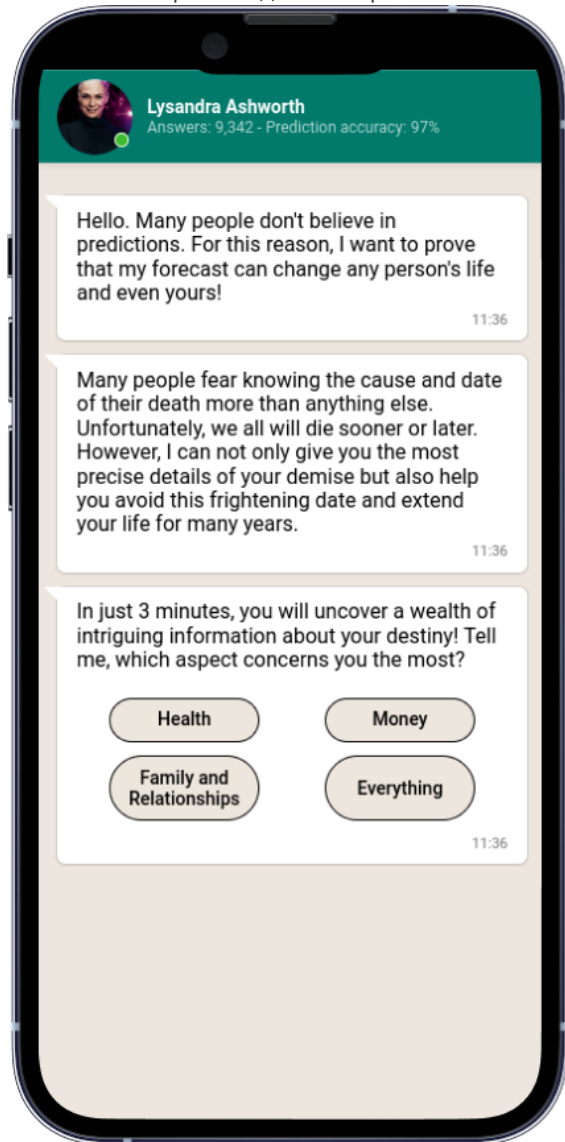 Lysandra Ashworth
Answers: 9,342 - Prediction accuracy: 97%
Hello. Many people don't believe in
predictions. For this reason, I want to prove
that my forecast can change any person's life
and even yours!
11:36
Many people fear knowing the cause and date
of their death more than anything else.
Unfortunately, we all will die sooner or later.
However, I can not only give you the most
precise details of your demise but also help
you avoid this frightening date and extend
your life for many years.
11:36
In just 3 minutes, you will uncover a wealth of
intriguing information about your destiny! Tell
me, which aspect concerns you the most?
Health
Money
Family and
Relationships
Everything
11:36